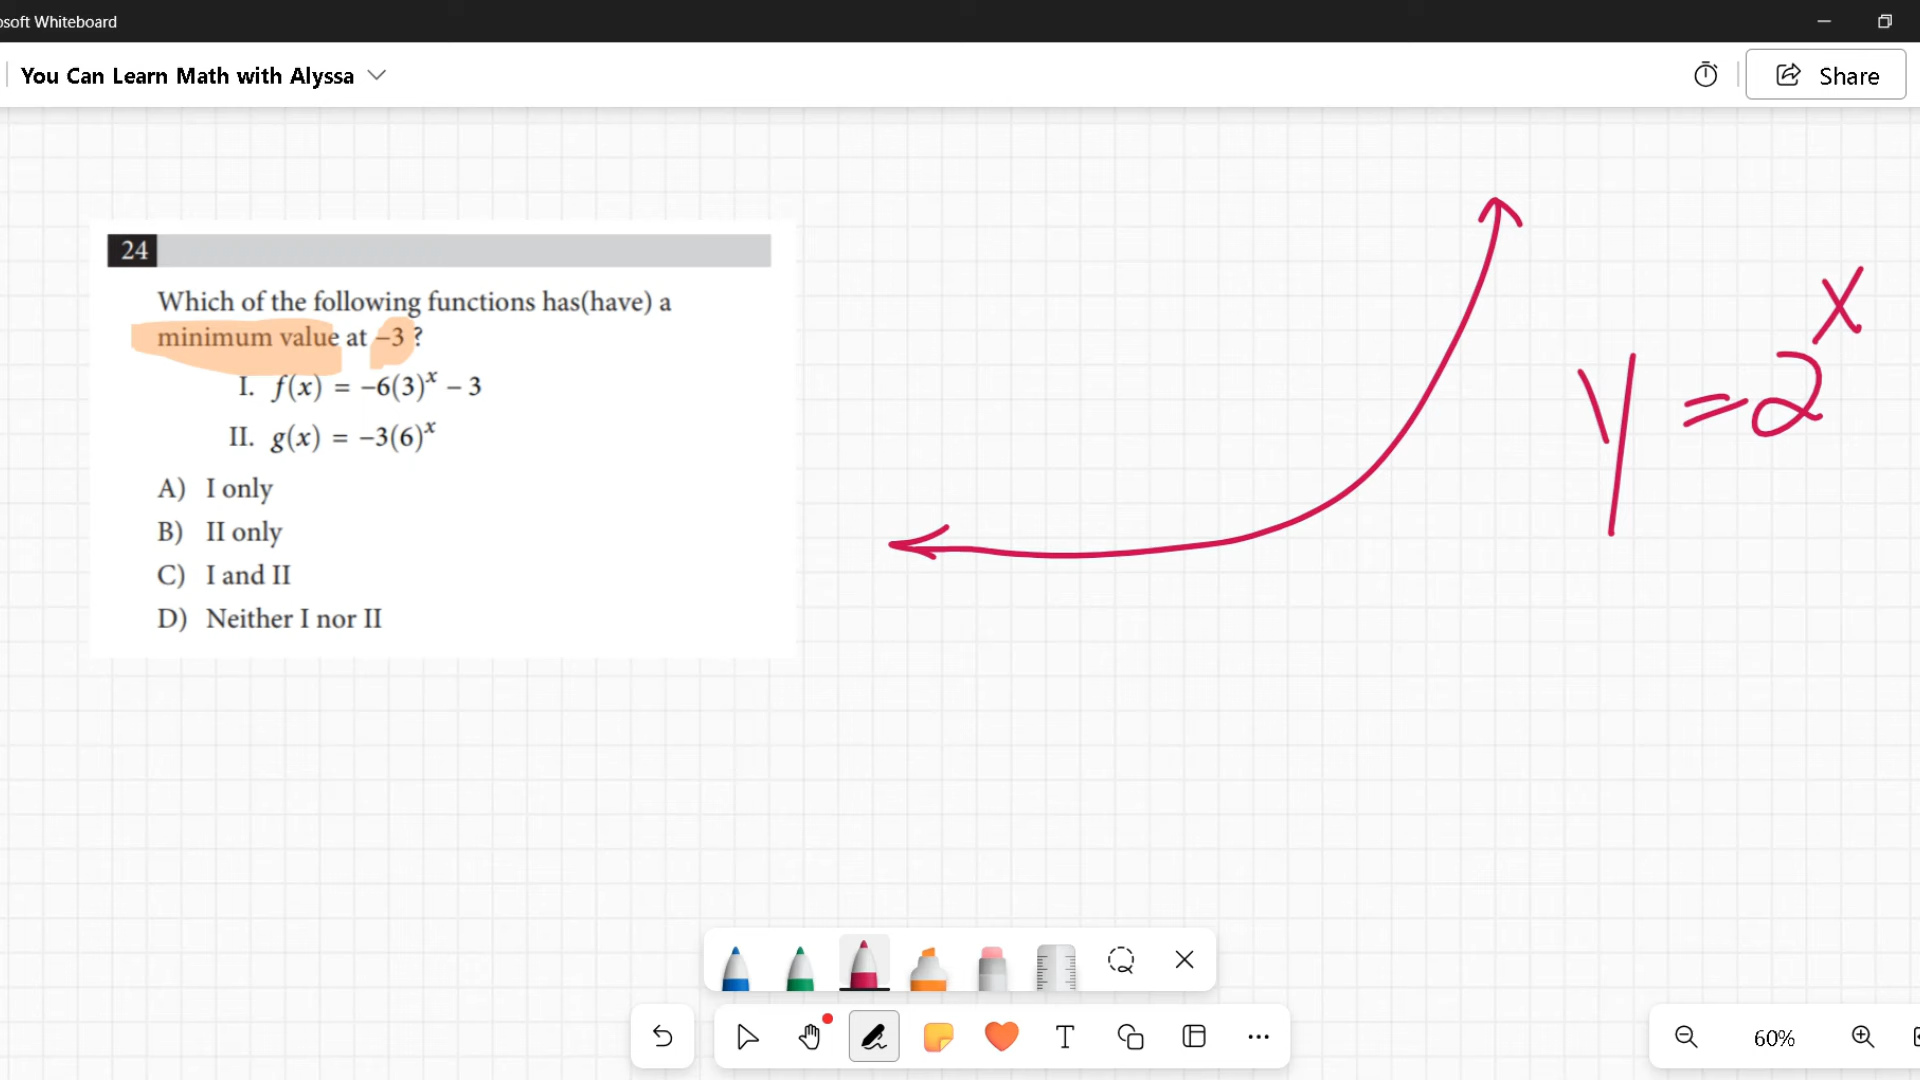 osoft Whiteboard
You Can Learn Math with Alyssa
Share
24
Which of the following functions has(have) a
minimum value at −3 ?
I. f(x) = −6(3)^x − 3
II. g(x) = −3(6)^x
A) I only
B) II only
C) I and II
D) Neither I nor II
y = 2^x
T
60%